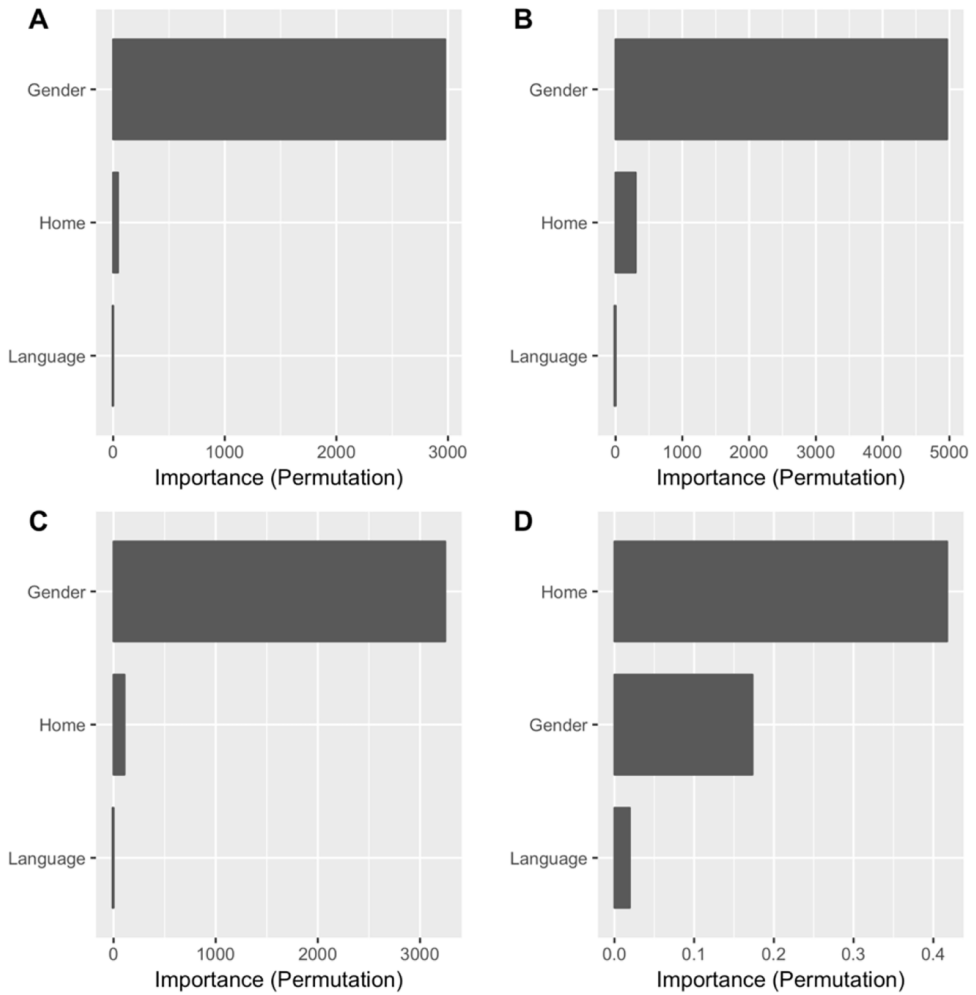 A
Gender
Home
Language
0 1000 2000 3000
Importance (Permutation)
B
Gender
Home
Language
0 1000 2000 3000 4000 5000
Importance (Permutation)
C
Gender
Home
Language
0 1000 2000 3000
Importance (Permutation)
D
Home
Gender
Language
0.0 0.1 0.2 0.3 0.4
Importance (Permutation)